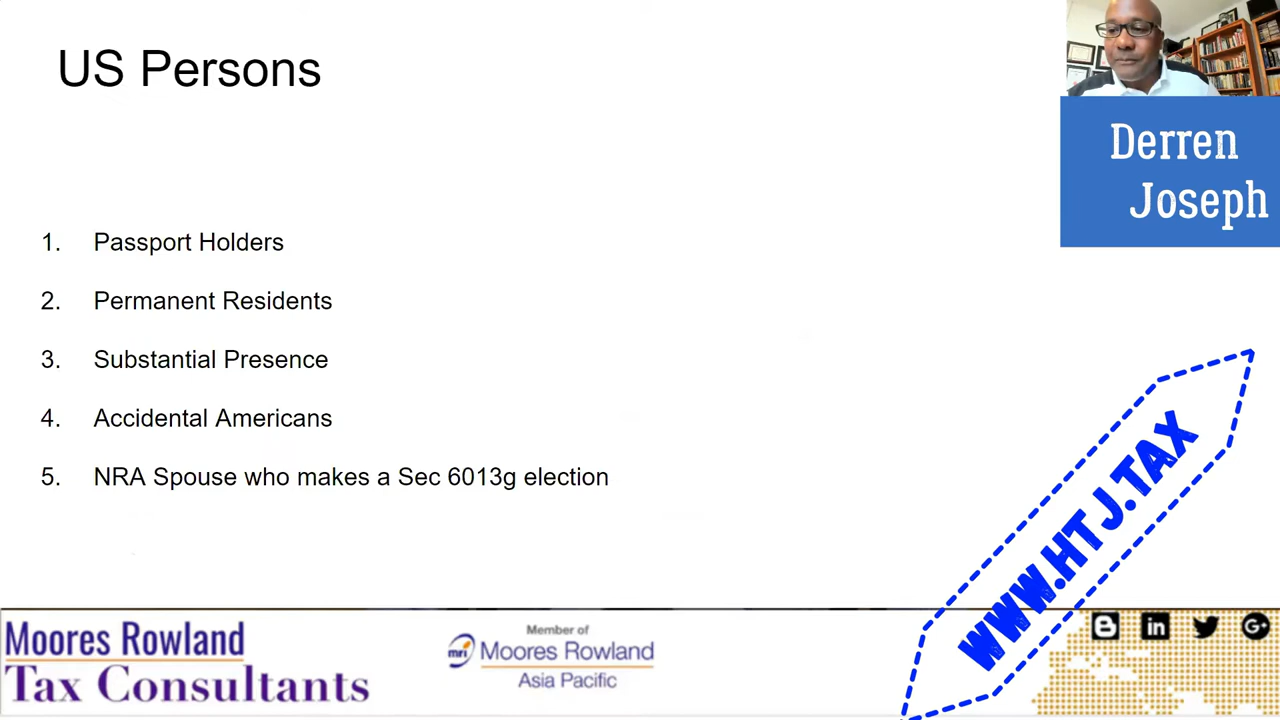 US Persons
Derren
Joseph
1. Passport Holders
2. Permanent Residents
3. Substantial Presence
4. Accidental Americans
5. NRA Spouse who makes a Sec 6013g election
WWW.HTJ.TAX
Moores Rowland
Tax Consultants
Member of
mri Moores Rowland
Asia Pacific